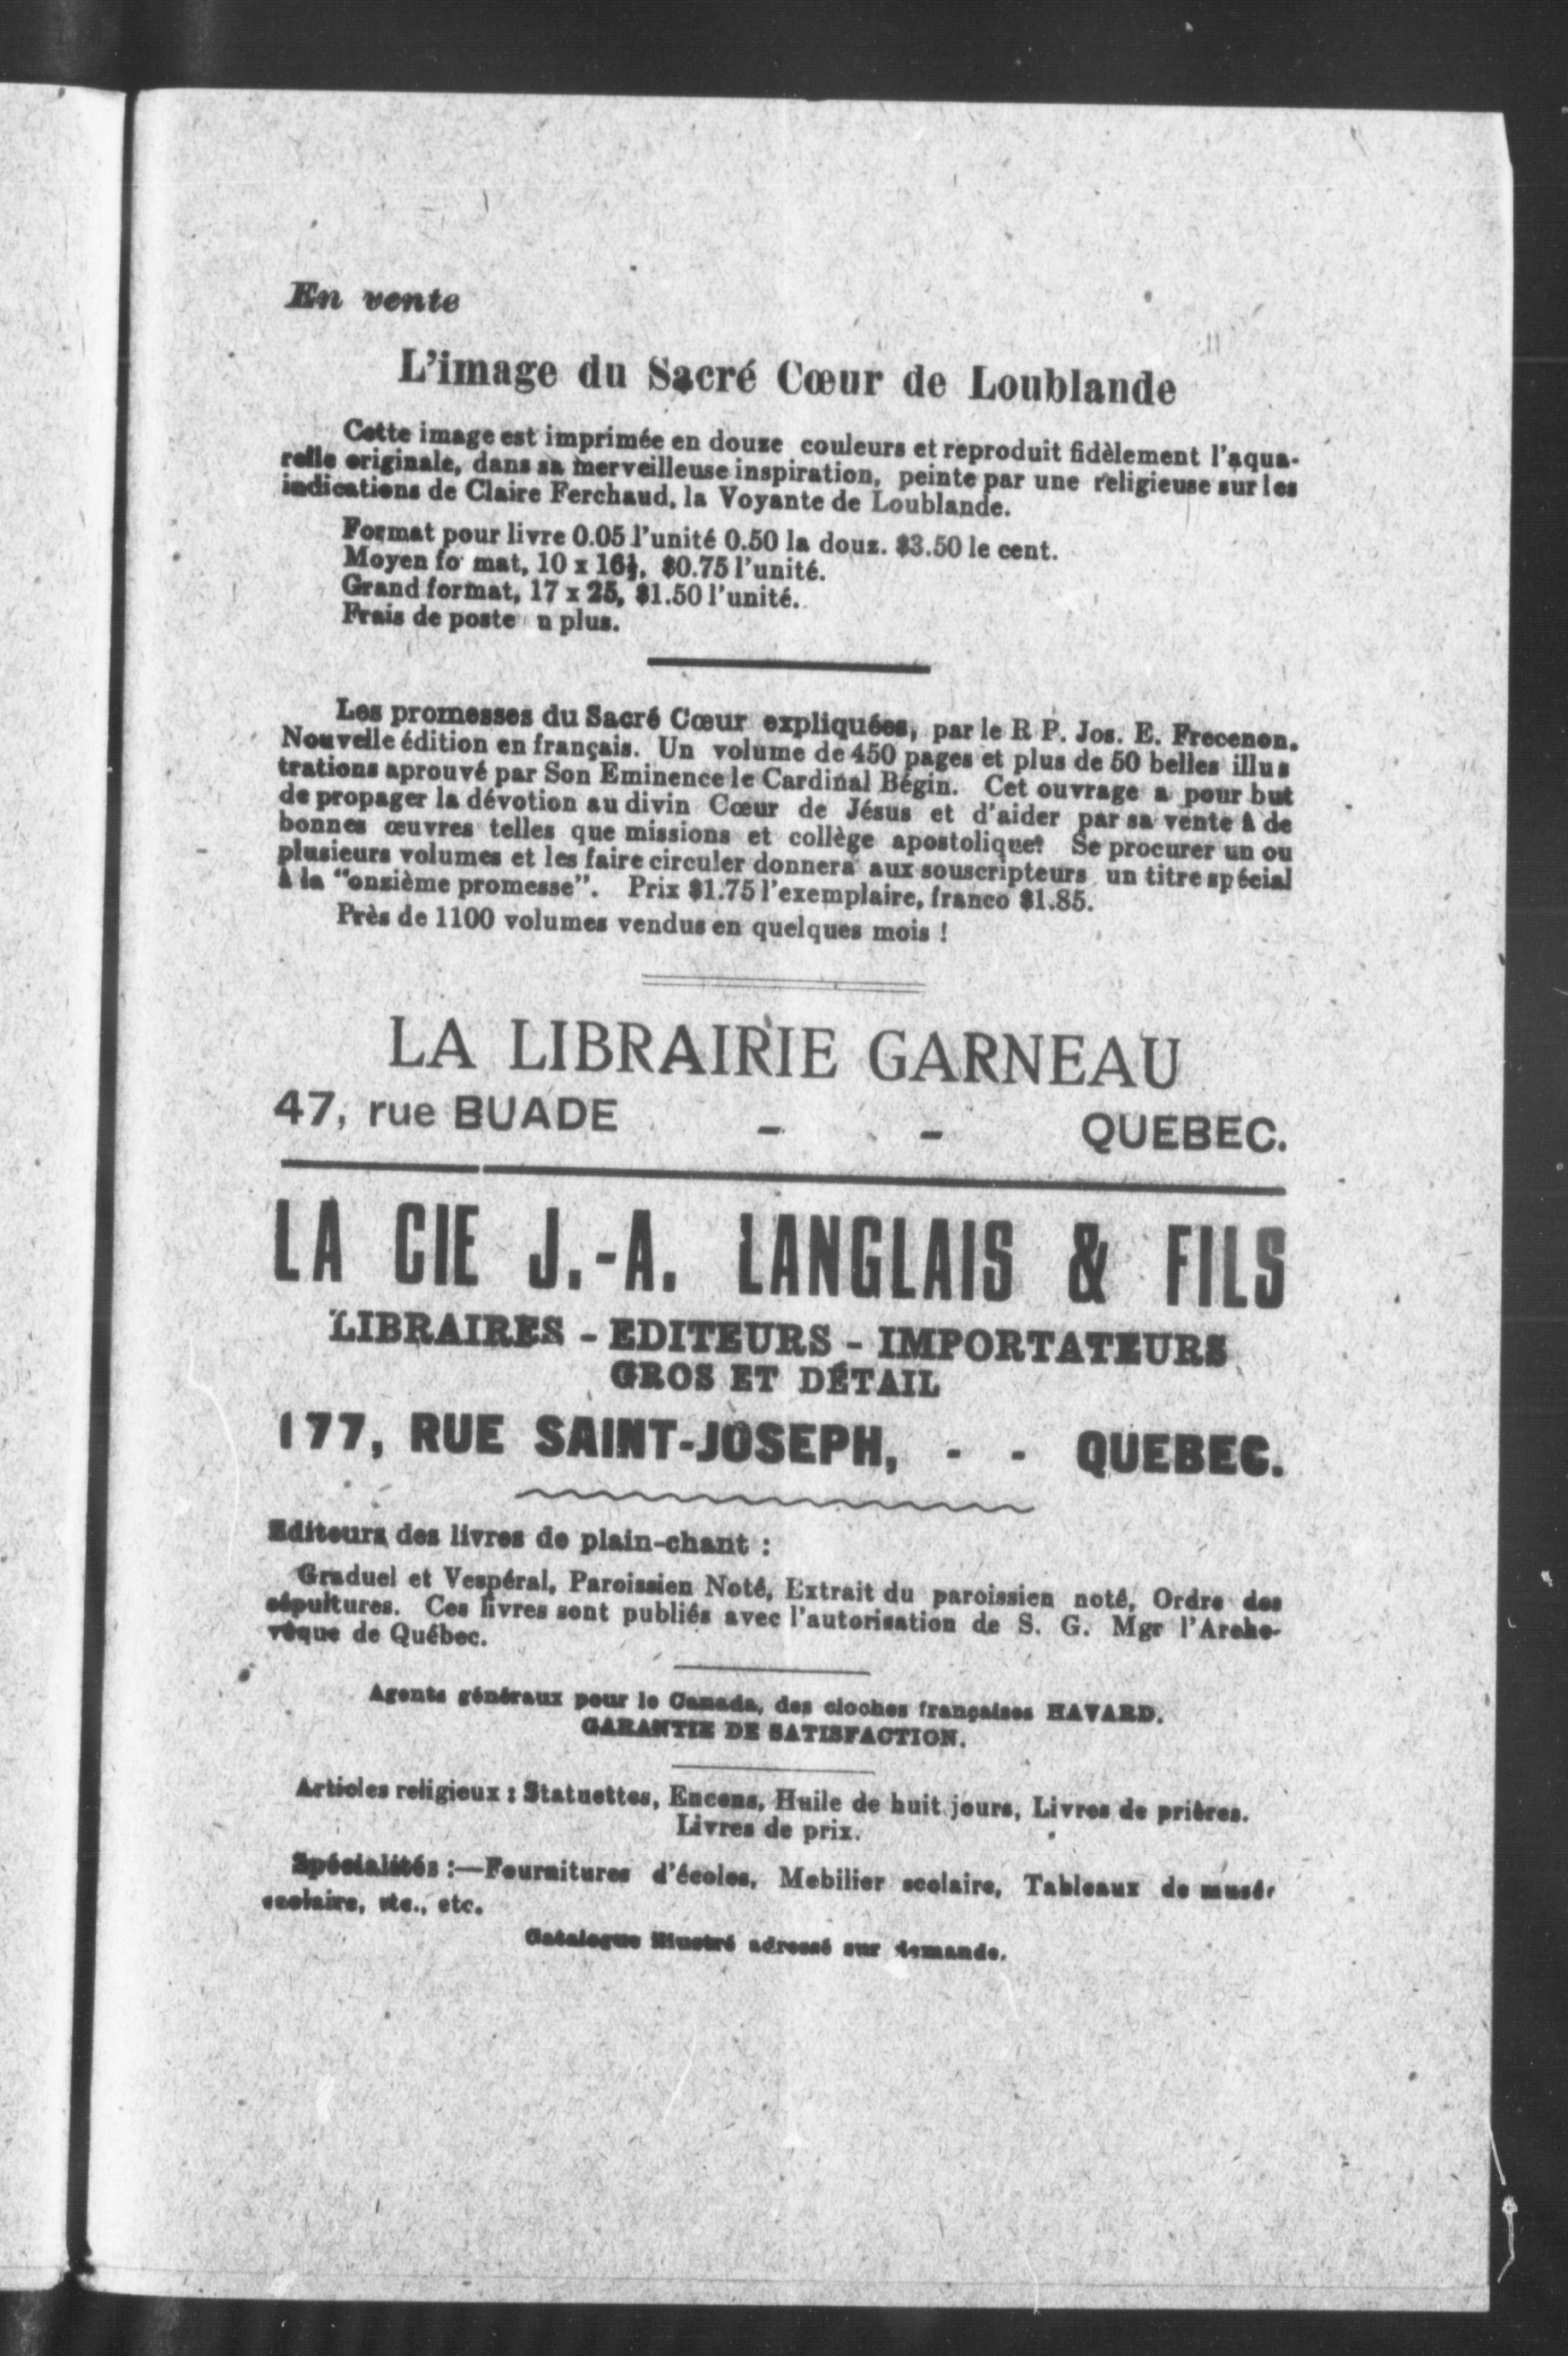 En vente
L'image du Sacré Cœur de Loublande
Cette image est imprimée en douze couleurs et reproduit fidèlement l'aqua-
relle originale, dans sa merveilleuse inspiration, peinte par une religieuse sur les
indications de Claire Ferchaud, la Voyante de Loublande.
Format pour livre 0.05 l'unité 0.50 la douz. $3.50 le cent.
Moyen fo mat, 10 x 16½, $0.75 l'unité.
Grand format, 17 x 25, $1.50 l'unité.
Frais de poste n plus.
Les promesses du Sacré Cœur expliquées, par le R P. Jos. E. Frecenon.
Nouvelle édition en français. Un volume de 450 pages et plus de 50 belles illus
trations aprouvé par Son Eminence le Cardinal Bégin. Cet ouvrage a pour but
de propager la dévotion au divin Cœur de Jésus et d'aider par sa vente à de
bonnes œuvres telles que missions et collège apostolique! Se procurer un ou
plusieurs volumes et les faire circuler donnera aux souscripteurs un titre spécial
à la "onzième promesse". Prix $1.75 l'exemplaire, franco $1.85.
Près de 1100 volumes vendus en quelques mois !
LA LIBRAIRIE GARNEAU
47, rue BUADE - - QUEBEC.
LA CIE J.-A. LANGLAIS & FILS
LIBRAIRES - EDITEURS - IMPORTATEURS
GROS ET DÉTAIL
177, RUE SAINT-JOSEPH, - - QUEBEC.
Editeurs des livres de plain-chant :
Graduel et Vespéral, Paroissien Noté, Extrait du paroissien noté, Ordre des
sépultures. Ces livres sont publiés avec l'autorisation de S. G. Mgr l'Arche-
vêque de Québec.
Agents généraux pour le Canada, des cloches françaises HAVARD.
GARANTIE DE SATISFACTION.
Articles religieux : Statuettes, Encens, Huile de huit jours, Livres de prières.
Livres de prix.
Spécialités :—Fournitures d'écoles, Mobilier scolaire, Tableaux de musée
scolaire, etc., etc.
Catalogue illustré adressé sur demande.